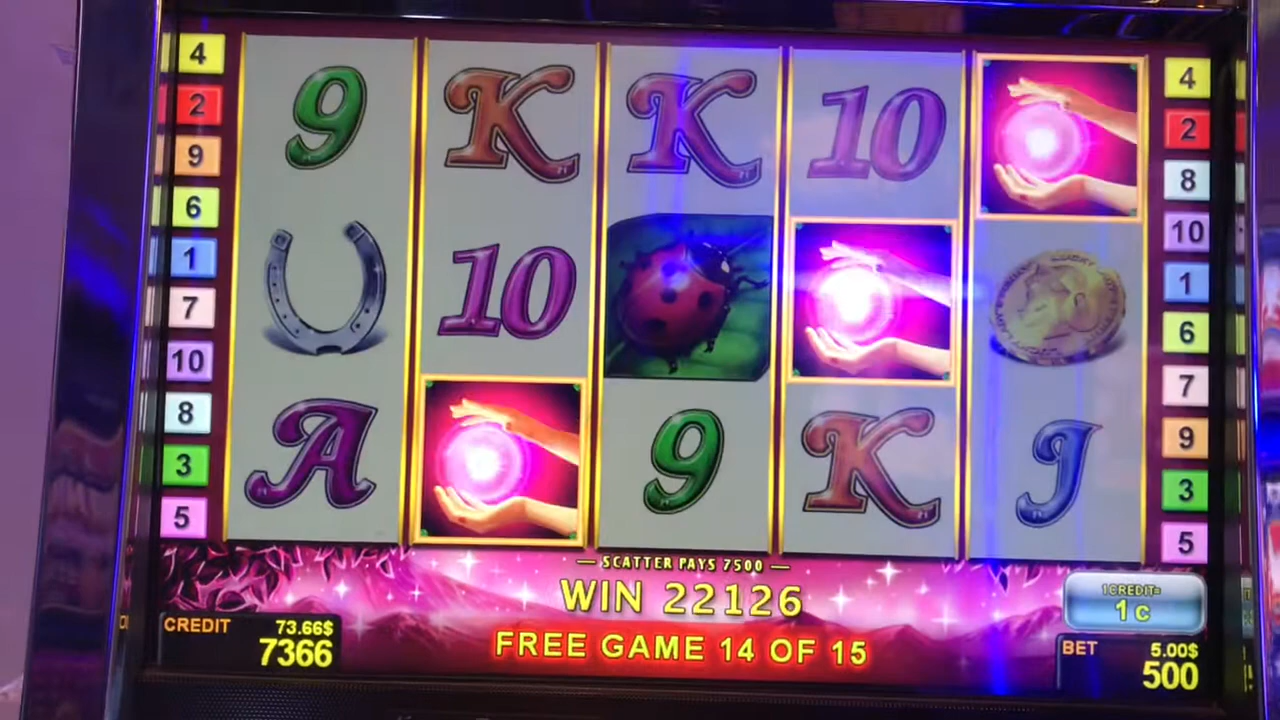 4
2
9
6
1
7
10
8
3
5
9 K K 10
10
A 9 K J
4
2
8
10
1
6
7
9
3
5
SCATTER PAYS 7500
WIN 22126
FREE GAME 14 OF 15
CREDIT 73.66$
7366
1CREDIT=
1 c
BET 5.00$
500